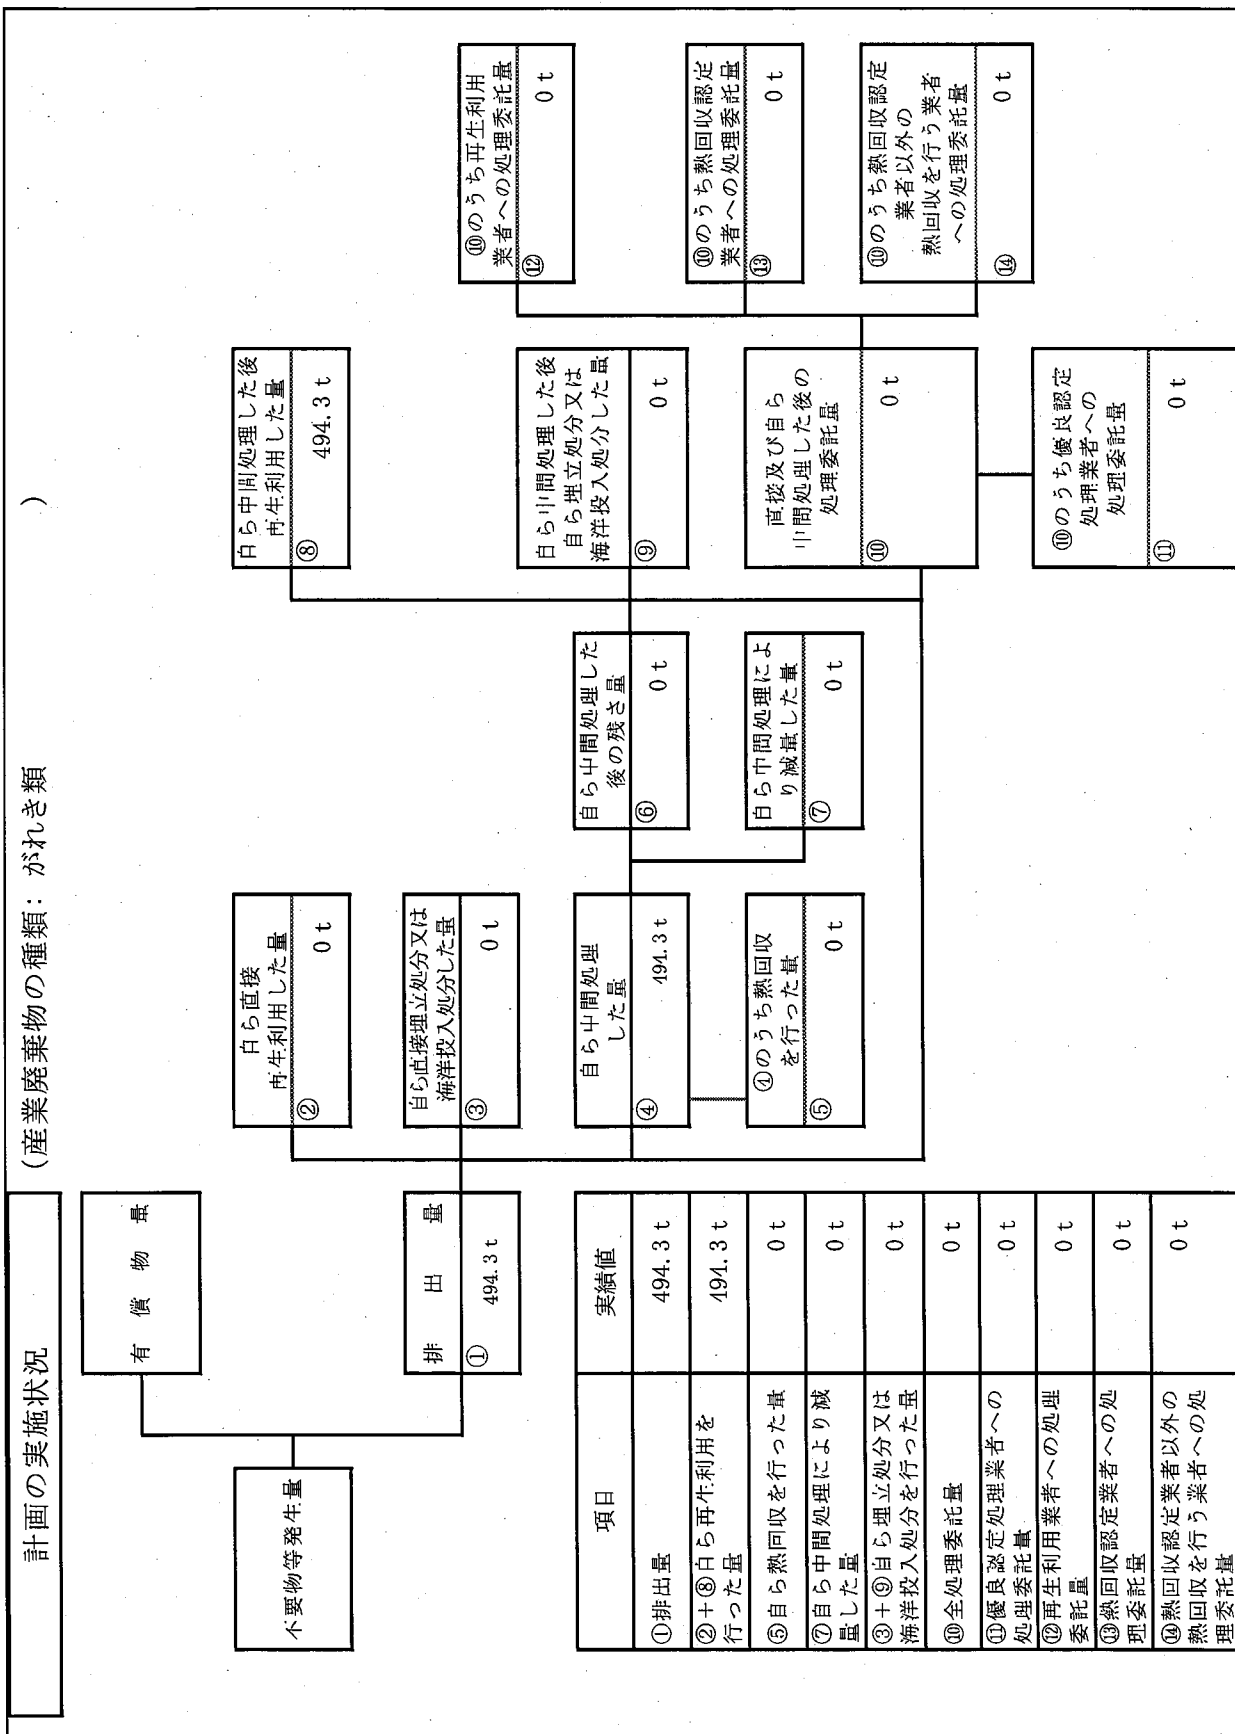 計画の実施状況
(産業廃棄物の種類： がれき類 )
不要物等発生量
有償物量
排出量
①
494.3 t
自ら直接
再生利用した量
②
0 t
自ら直接埋立処分又は
海洋投入処分した量
③
0 t
自ら中間処理
した量
④
494.3 t
④のうち熱回収
を行った量
⑤
0 t
自ら中間処理した
後の残さ量
⑥
0 t
自ら中間処理によ
り減量した量
⑦
0 t
自ら中間処理した後
再生利用した量
⑧
494.3 t
自ら中間処理した後
自ら埋立処分又は
海洋投入処分した量
⑨
0 t
直接及び自ら
中間処理した後の
処理委託量
⑩
0 t
⑩のうち優良認定
処理業者への
処理委託量
⑪
0 t
⑩のうち再生利用
業者への処理委託量
⑫
0 t
⑩のうち熱回収認定
業者への処理委託量
⑬
0 t
⑩のうち熱回収認定
業者以外の
熱回収を行う業者
への処理委託量
⑭
0 t
項目 実績値
①排出量 494.3 t
②＋⑧自ら再生利用を
行った量 494.3 t
⑤自ら熱回収を行った量 0 t
⑦自ら中間処理により減
量した量 0 t
③＋⑨自ら埋立処分又は
海洋投入処分を行った量 0 t
⑩全処理委託量 0 t
⑪優良認定処理業者への
処理委託量 0 t
⑫再生利用業者への処理
委託量 0 t
⑬熱回収認定業者への処
理委託量 0 t
⑭熱回収認定業者以外の
熱回収を行う業者への処
理委託量 0 t